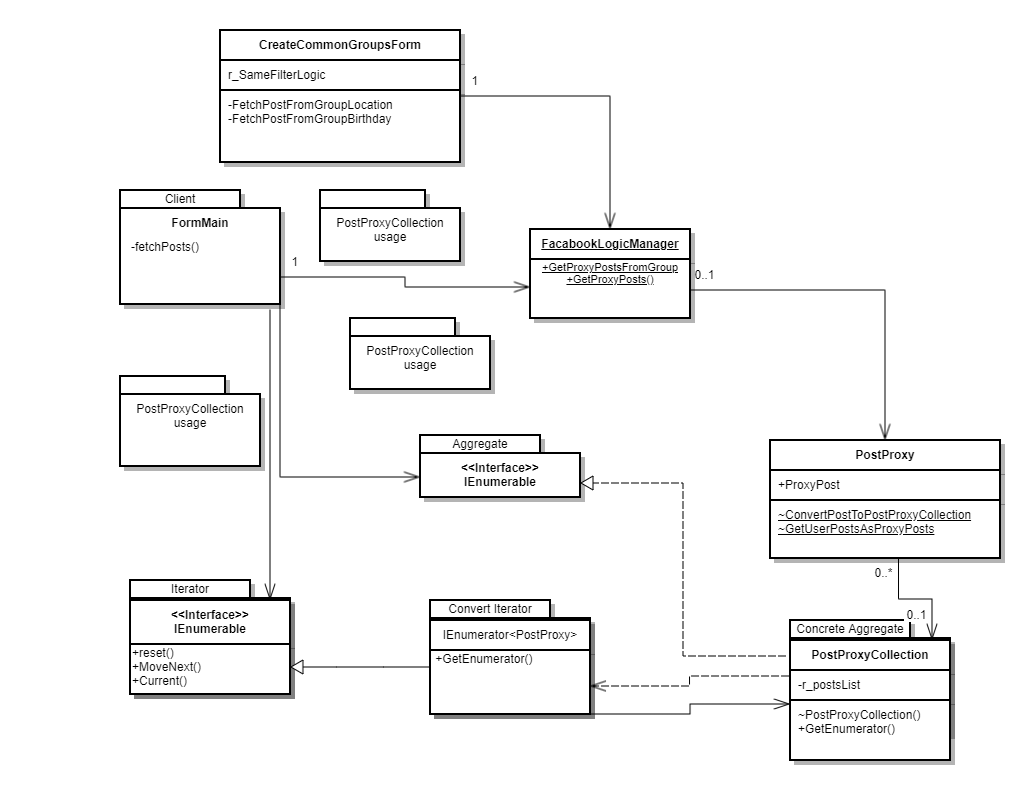 CreateCommonGroupsForm
r_SameFilterLogic
-FetchPostFromGroupLocation
-FetchPostFromGroupBirthday
1
Client
FormMain
-fetchPosts()
1
PostProxyCollection
usage
FacabookLogicManager
+GetProxyPostsFromGroup
+GetProxyPosts()
0..1
PostProxyCollection
usage
PostProxyCollection
usage
Aggregate
<<Interface>>
IEnumerable
PostProxy
+ProxyPost
~ConvertPostToPostProxyCollection
~GetUserPostsAsProxyPosts
0..*
0..1
Iterator
<<Interface>>
IEnumerable
+reset()
+MoveNext()
+Current()
Convert Iterator
IEnumerator<PostProxy>
+GetEnumerator()
Concrete Aggregate
PostProxyCollection
-r_postsList
~PostProxyCollection()
+GetEnumerator()